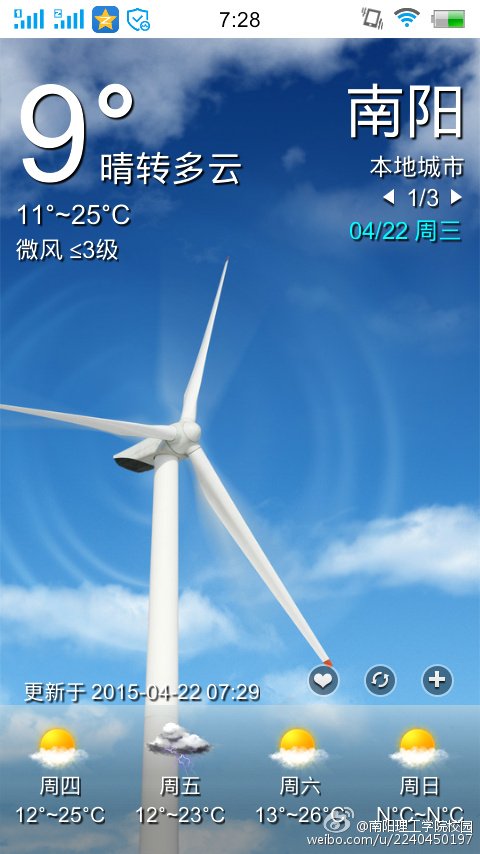 7:28
9°
晴转多云
11°~25°C
微风 ≤3级
南阳
本地城市
1/3
04/22 周三
更新于 2015-04-22 07:29
周四
12°~25°C
周五
12°~23°C
周六
13°~26°C
周日
N°C~N°C
@南阳理工学院校园
weibo.com/u/2240450197